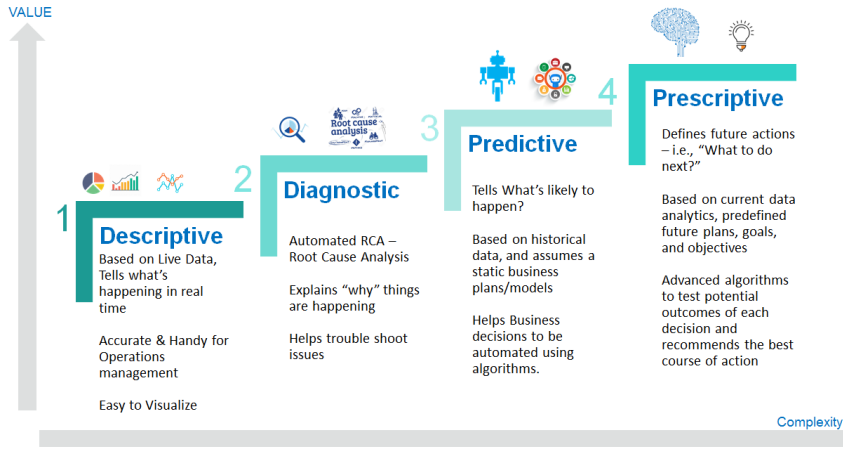 VALUE
1
Descriptive
Based on Live Data,
Tells what's
happening in real
time
Accurate & Handy for
Operations
management
Easy to Visualize
2
Root cause
analysis
Diagnostic
Automated RCA –
Root Cause Analysis
Explains “why” things
are happening
Helps trouble shoot
issues
3
Predictive
Tells What's likely to
happen?
Based on historical
data, and assumes a
static business
plans/models
Helps Business
decisions to be
automated using
algorithms.
4
Prescriptive
Defines future actions
– i.e., “What to do
next?”
Based on current data
analytics, predefined
future plans, goals,
and objectives
Advanced algorithms
to test potential
outcomes of each
decision and
recommends the best
course of action
Complexity